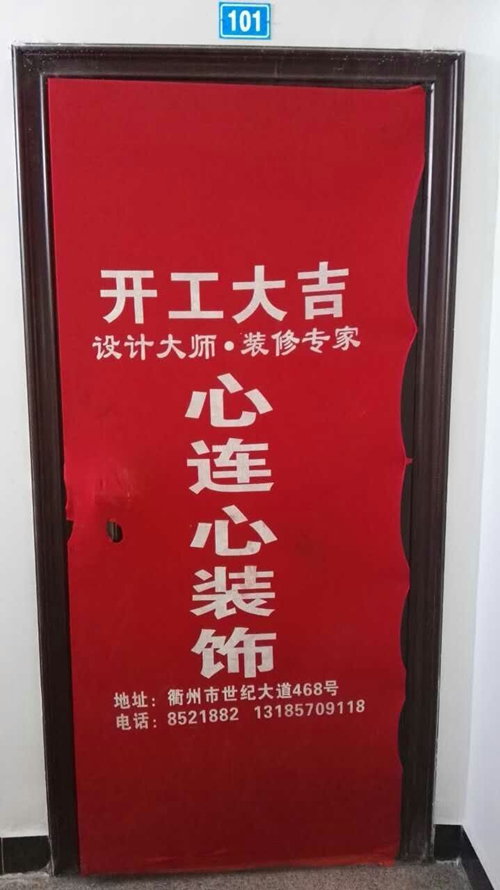 101
开工大吉
设计大师·装修专家
心连心装饰
地址：衢州市世纪大道468号
电话：8521882 13185709118